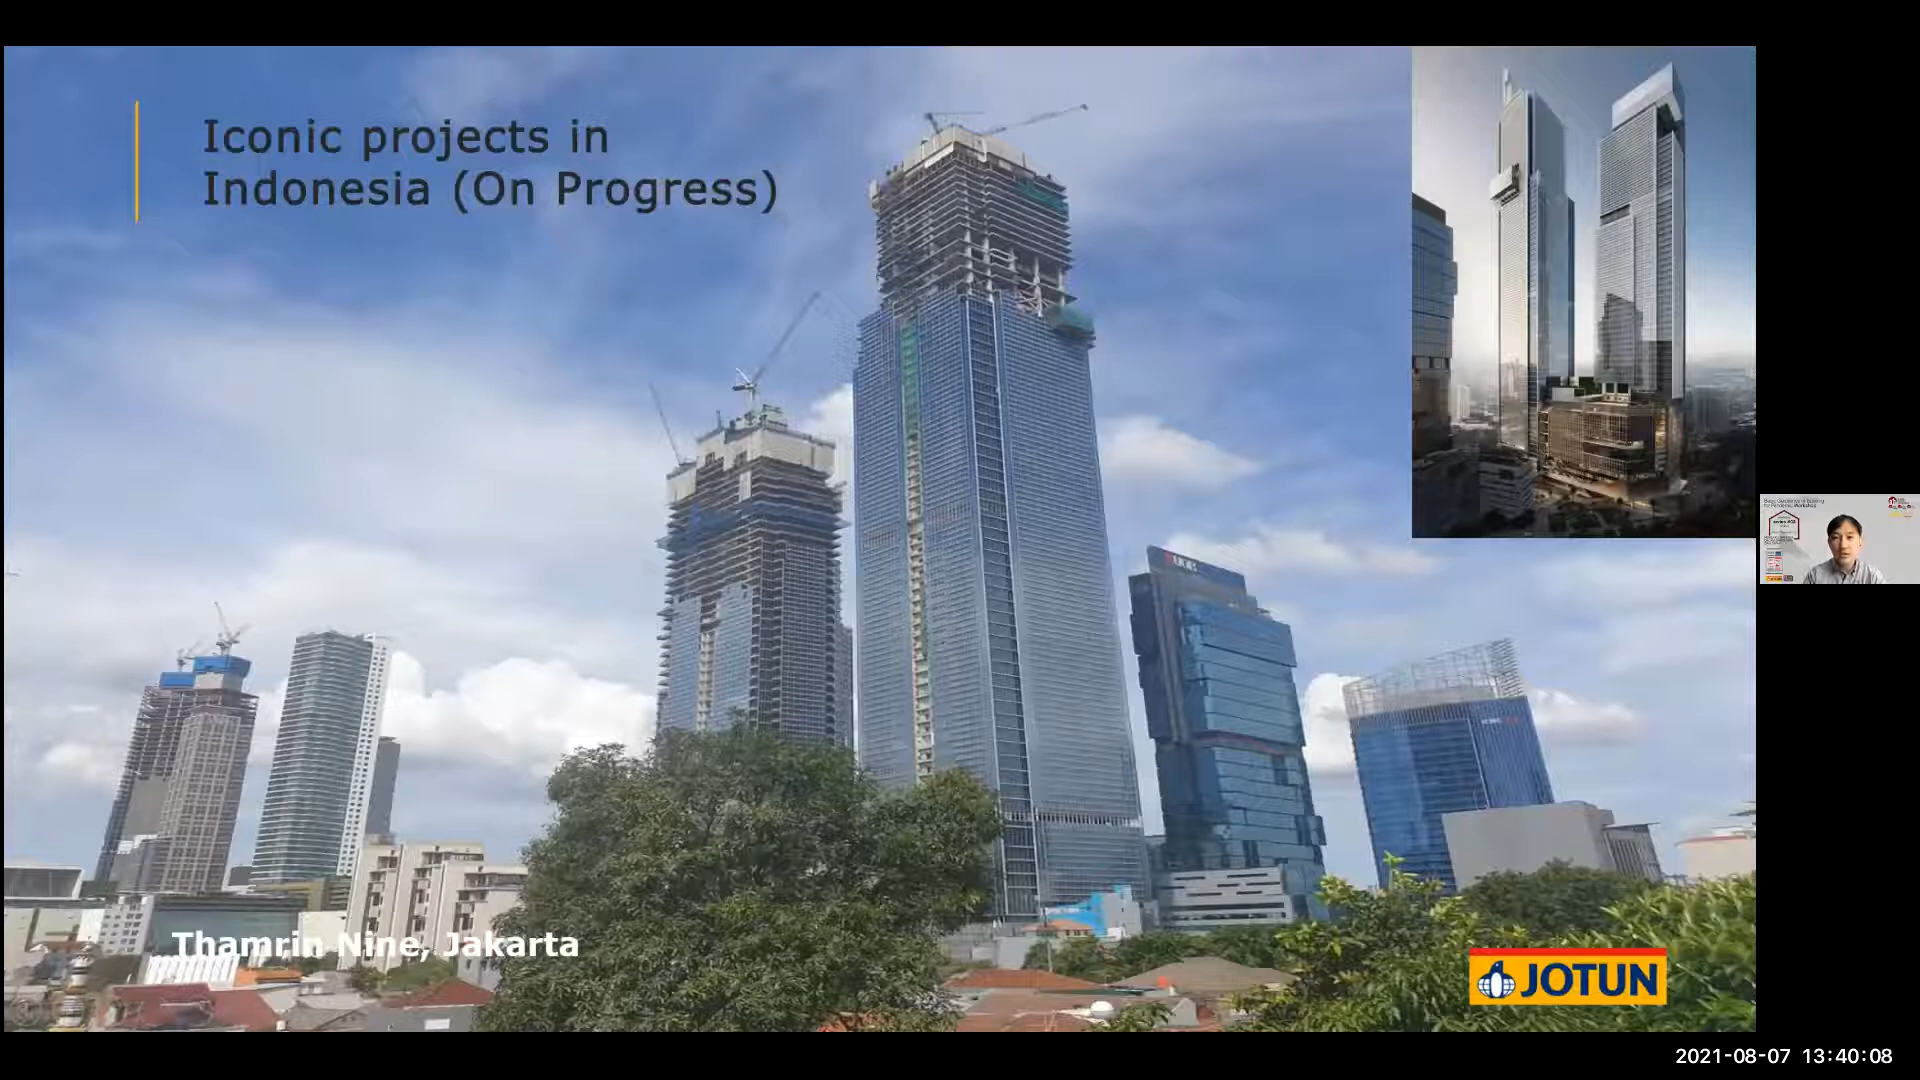 Iconic projects in
Indonesia (On Progress)
Thamrin Nine, Jakarta
JOTUN
2021-08-07 13:40:08